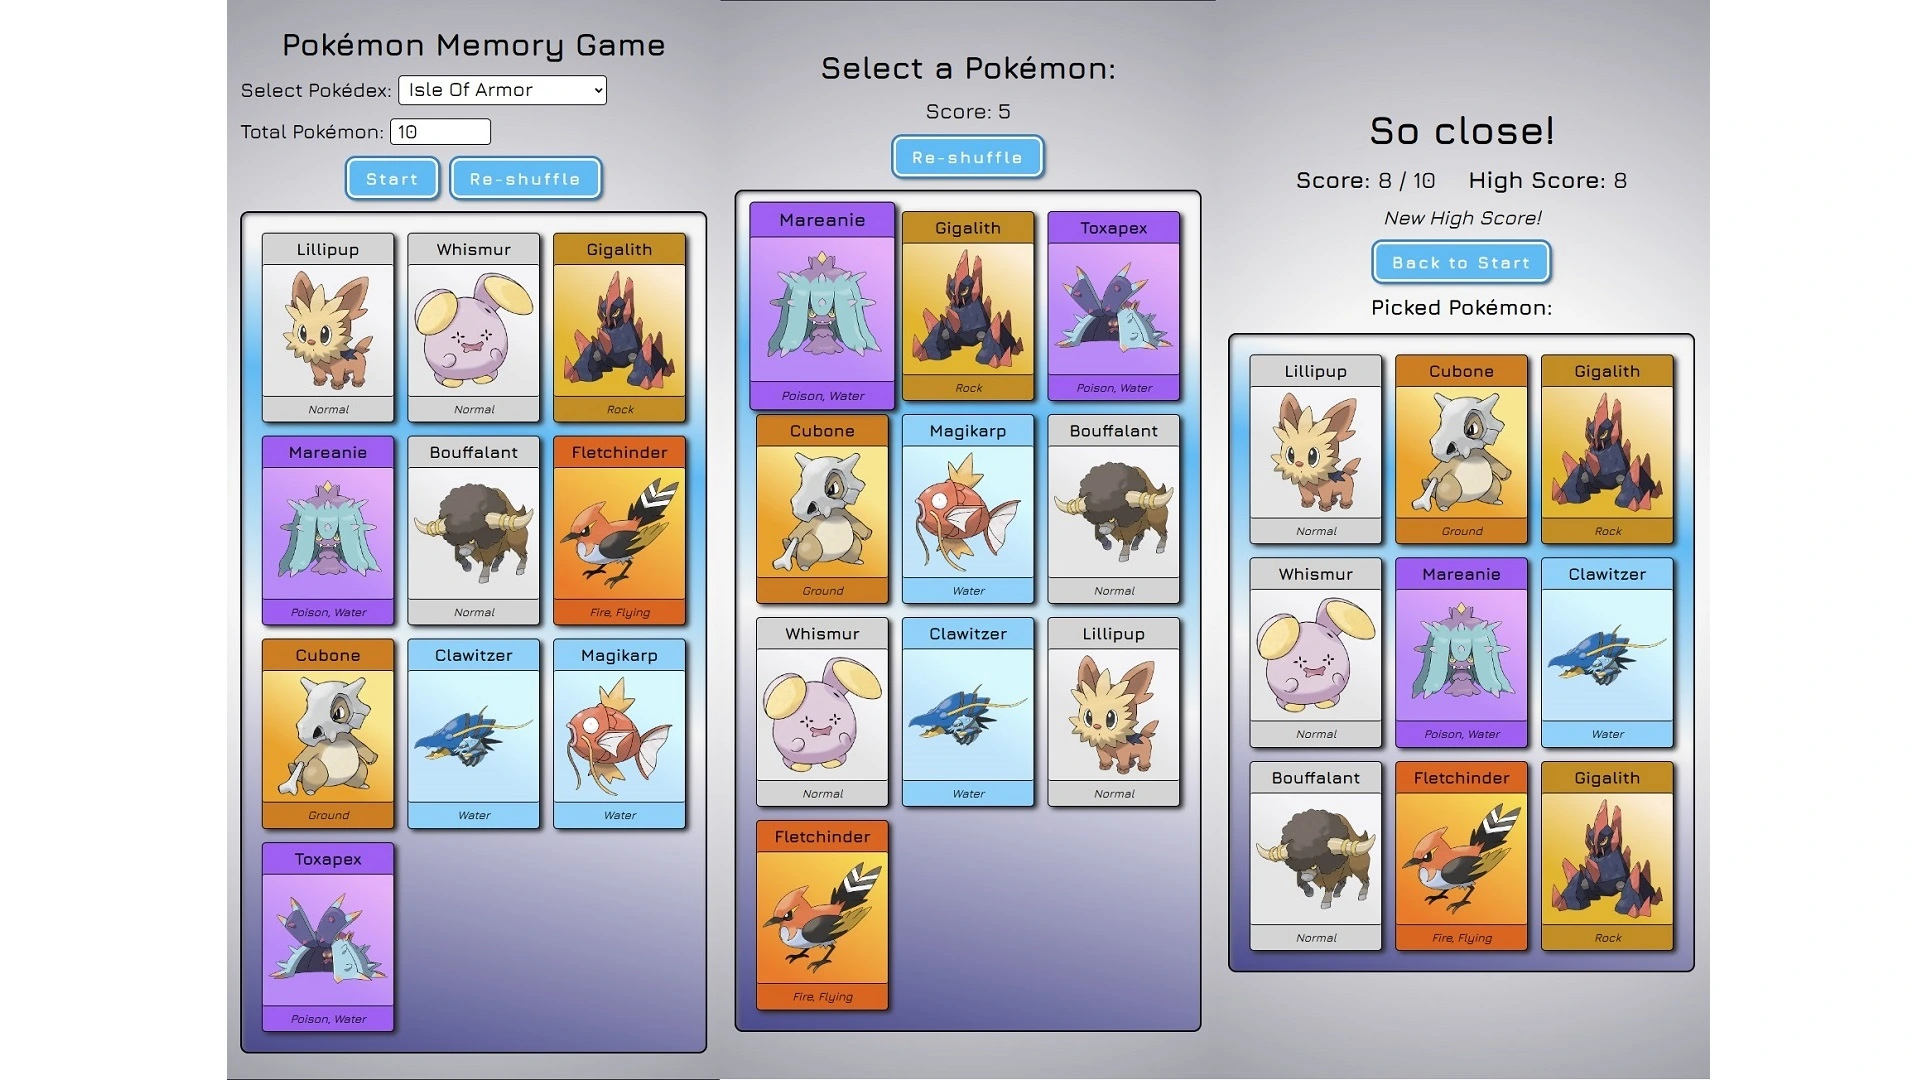 Pokémon Memory Game
Select Pokédex: Isle Of Armor
Total Pokémon: 10
Start Re-shuffle
Lillipup Whismur Gigalith
Normal Normal Rock
Mareanie Bouffalant Fletchinder
Poison, Water Normal Fire, Flying
Cubone Clawitzer Magikarp
Ground Water Water
Toxapex
Poison, Water
Select a Pokémon:
Score: 5
Re-shuffle
Mareanie Gigalith Toxapex
Poison, Water Rock Poison, Water
Cubone Magikarp Bouffalant
Ground Water Normal
Whismur Clawitzer Lillipup
Normal Water Normal
Fletchinder
Fire, Flying
So close!
Score: 8 / 10 High Score: 8
New High Score!
Back to Start
Picked Pokémon:
Lillipup Cubone Gigalith
Normal Ground Rock
Whismur Mareanie Clawitzer
Normal Poison, Water Water
Bouffalant Fletchinder Gigalith
Normal Fire, Flying Rock